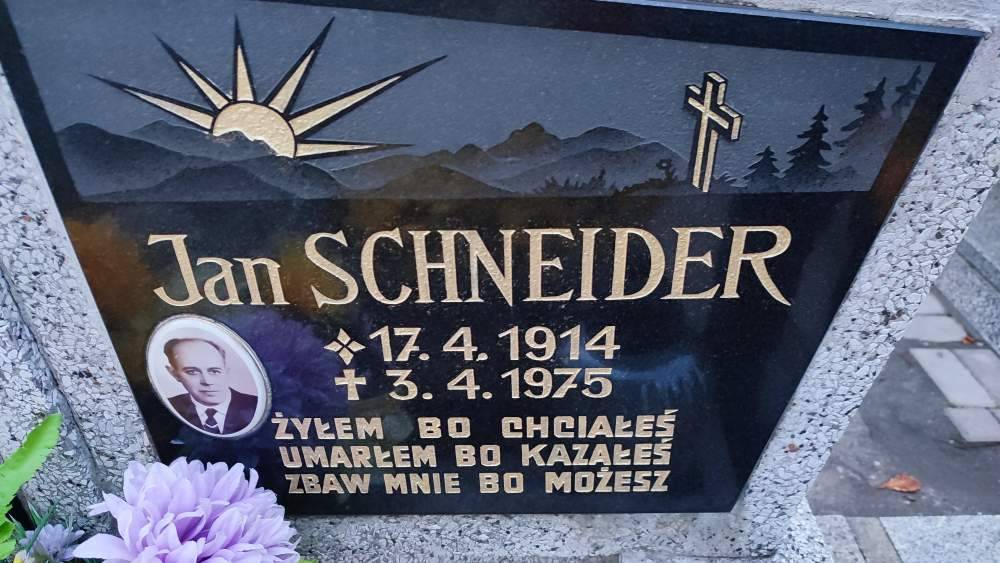 Jan SCHNEIDER
17. 4. 1914
✝ 3. 4. 1975
ŻYŁEM BO CHCIAŁEŚ
UMARŁEM BO KAZAŁEŚ
ZBAW MNIE BO MOŻESZ